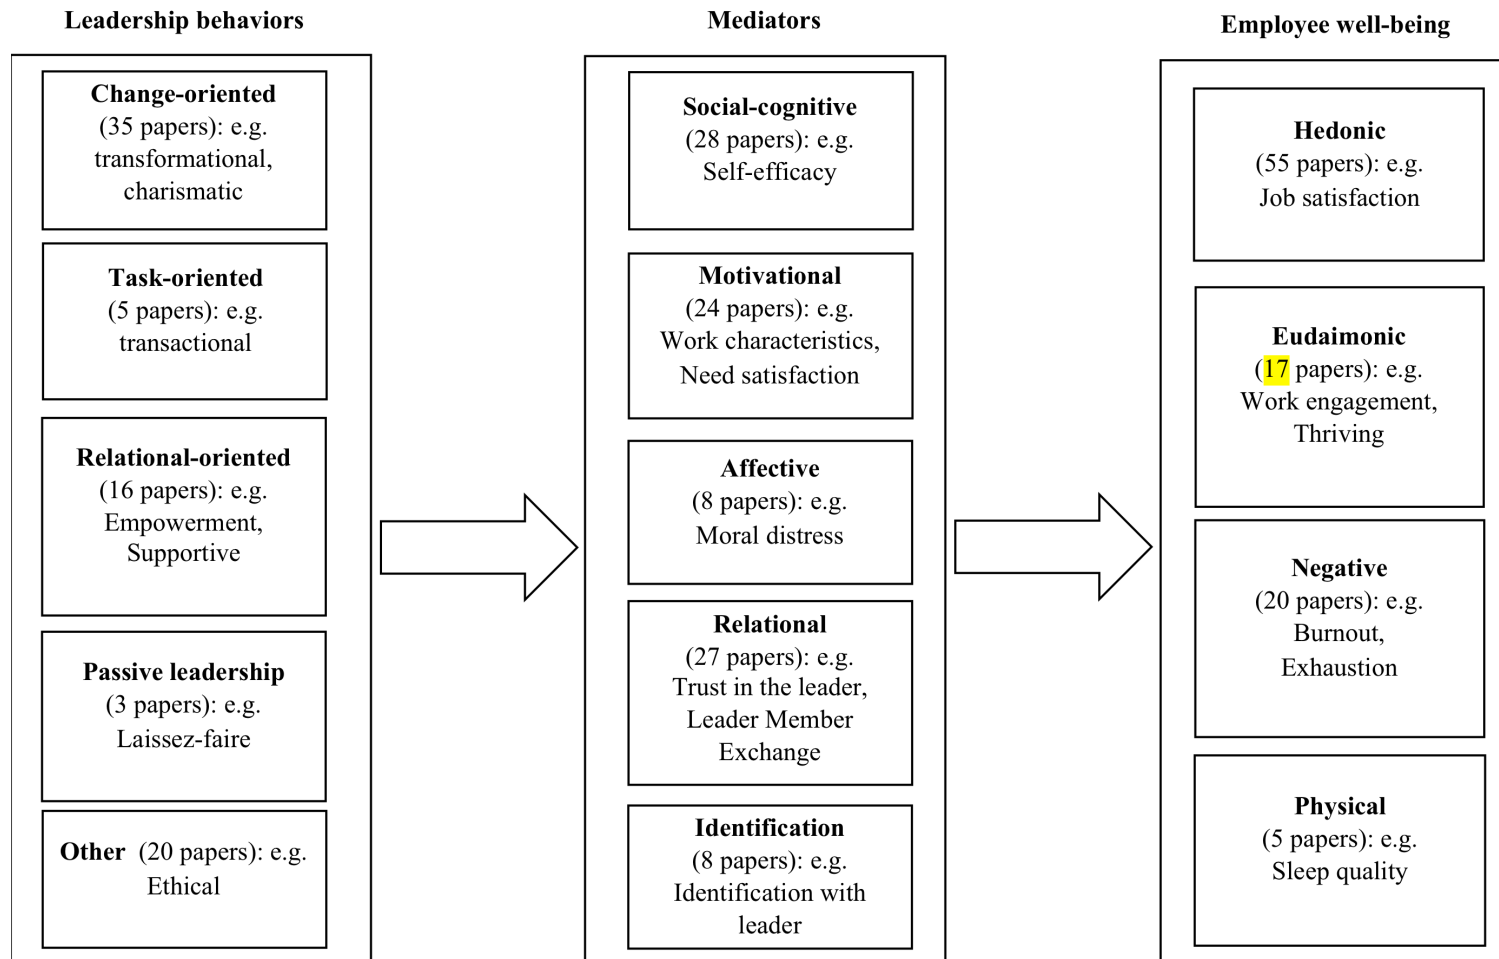 Leadership behaviors
Change-oriented
(35 papers): e.g.
transformational,
charismatic
Task-oriented
(5 papers): e.g.
transactional
Relational-oriented
(16 papers): e.g.
Empowerment,
Supportive
Passive leadership
(3 papers): e.g.
Laissez-faire
Other (20 papers): e.g.
Ethical
Mediators
Social-cognitive
(28 papers): e.g.
Self-efficacy
Motivational
(24 papers): e.g.
Work characteristics,
Need satisfaction
Affective
(8 papers): e.g.
Moral distress
Relational
(27 papers): e.g.
Trust in the leader,
Leader Member
Exchange
Identification
(8 papers): e.g.
Identification with
leader
Employee well-being
Hedonic
(55 papers): e.g.
Job satisfaction
Eudaimonic
(17 papers): e.g.
Work engagement,
Thriving
Negative
(20 papers): e.g.
Burnout,
Exhaustion
Physical
(5 papers): e.g.
Sleep quality